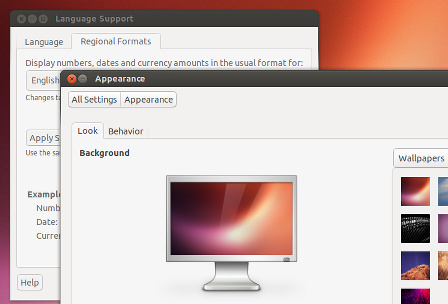 Language Support
Language
Regional Formats
Display numbers, dates and currency amounts in the usual format for:
English
Changes ta
Apply S
Use the sa
Example
Numb
Date:
Curre
Help
Appearance
All Settings
Appearance
Look
Behavior
Background
Wallpapers